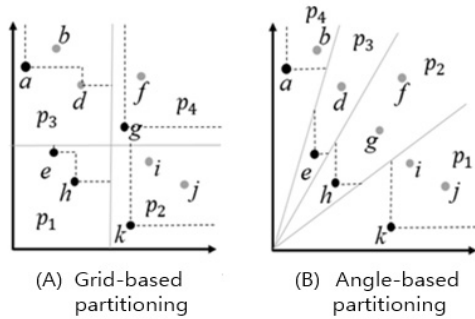 b
a
d
f
p3
p4
g
e
h
i
j
p1
p2
k
p4
b
p3
a
p2
d
f
g
e
i
h
j
p1
k
(A) Grid-based
partitioning
(B) Angle-based
partitioning